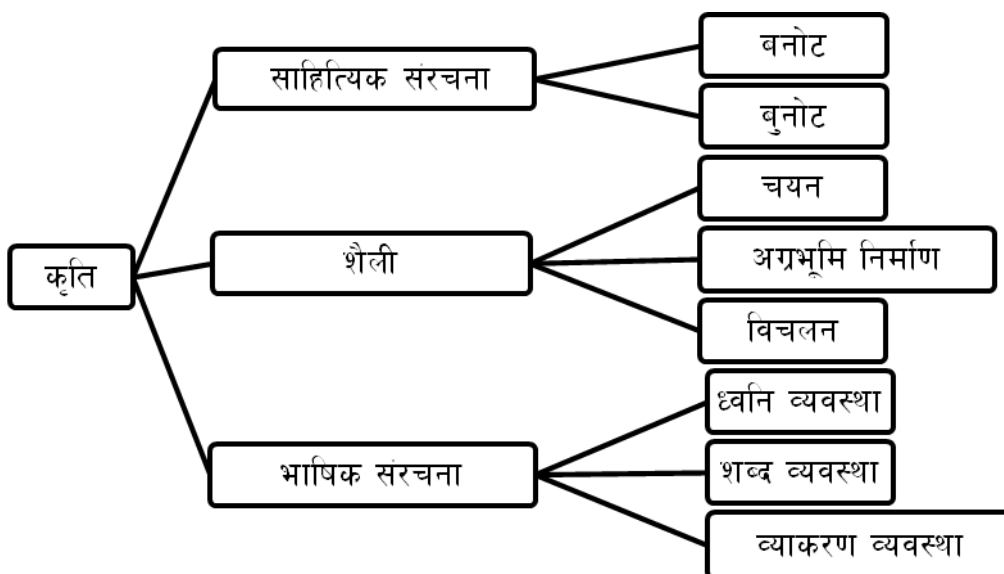 कृति
साहित्यिक संरचना
बनोट
बुनोट
शैली
चयन
अग्रभूमि निर्माण
विचलन
भाषिक संरचना
ध्वनि व्यवस्था
शब्द व्यवस्था
व्याकरण व्यवस्था